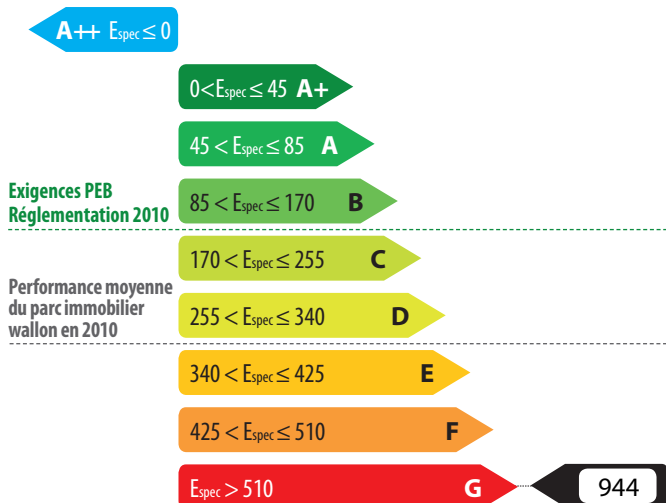 A++ Espec ≤ 0
0 < Espec ≤ 45 A+
45 < Espec ≤ 85 A
Exigences PEB
Réglementation 2010
85 < Espec ≤ 170 B
170 < Espec ≤ 255 C
Performance moyenne
du parc immobilier
wallon en 2010
255 < Espec ≤ 340 D
340 < Espec ≤ 425 E
425 < Espec ≤ 510 F
Espec > 510 G 944